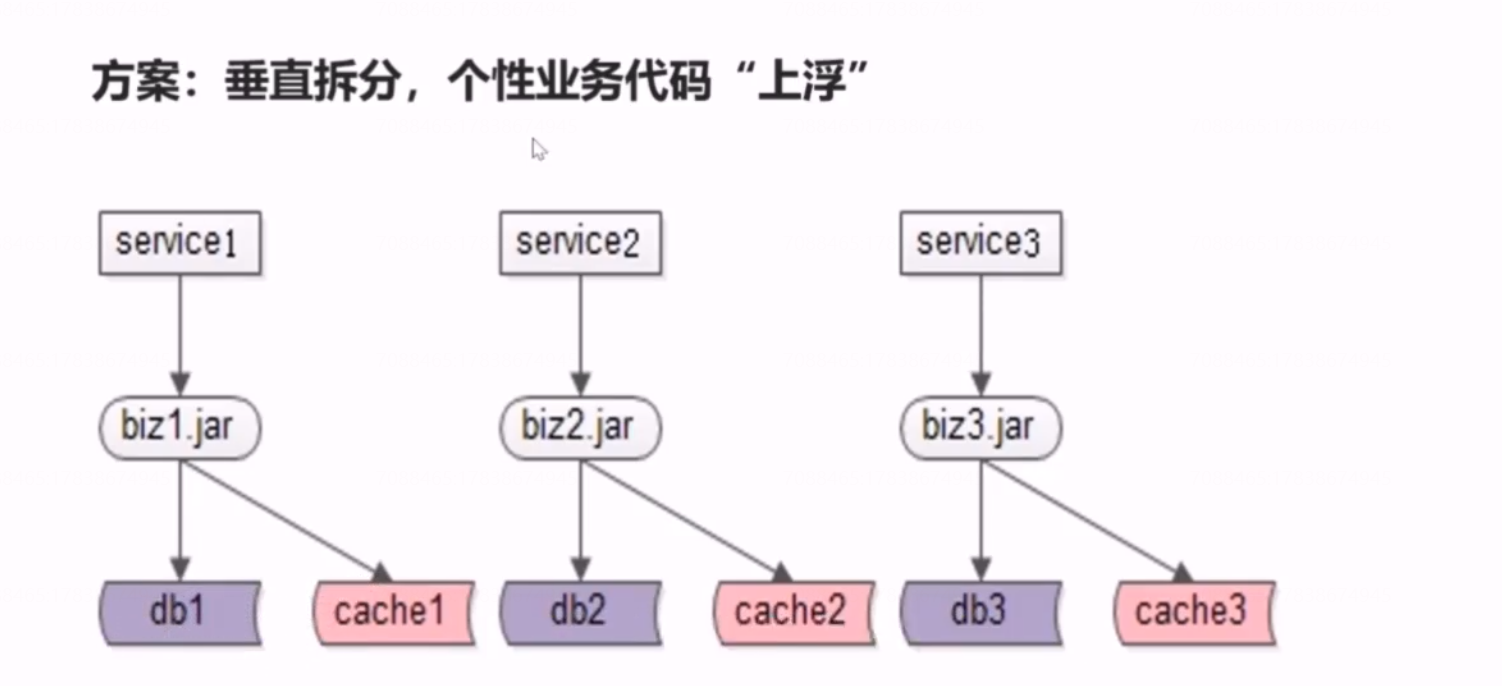 方案：垂直拆分，个性业务代码“上浮”
service1 service2 service3
biz1.jar biz2.jar biz3.jar
db1 cache1 db2 cache2 db3 cache3